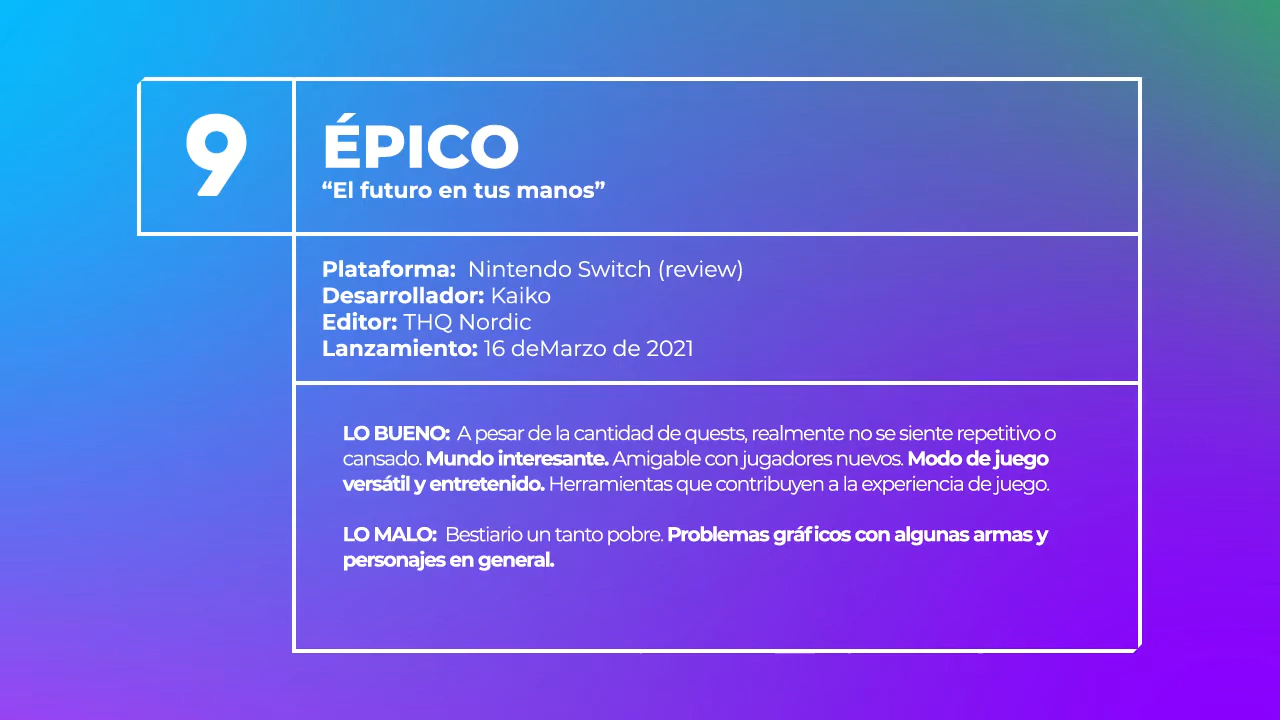 9
ÉPICO
“El futuro en tus manos”
Plataforma: Nintendo Switch (review)
Desarrollador: Kaiko
Editor: THQ Nordic
Lanzamiento: 16 deMarzo de 2021
LO BUENO: A pesar de la cantidad de quests, realmente no se siente repetitivo o
cansado. Mundo interesante. Amigable con jugadores nuevos. Modo de juego
versátil y entretenido. Herramientas que contribuyen a la experiencia de juego.
LO MALO: Bestiario un tanto pobre. Problemas gráficos con algunas armas y
personajes en general.